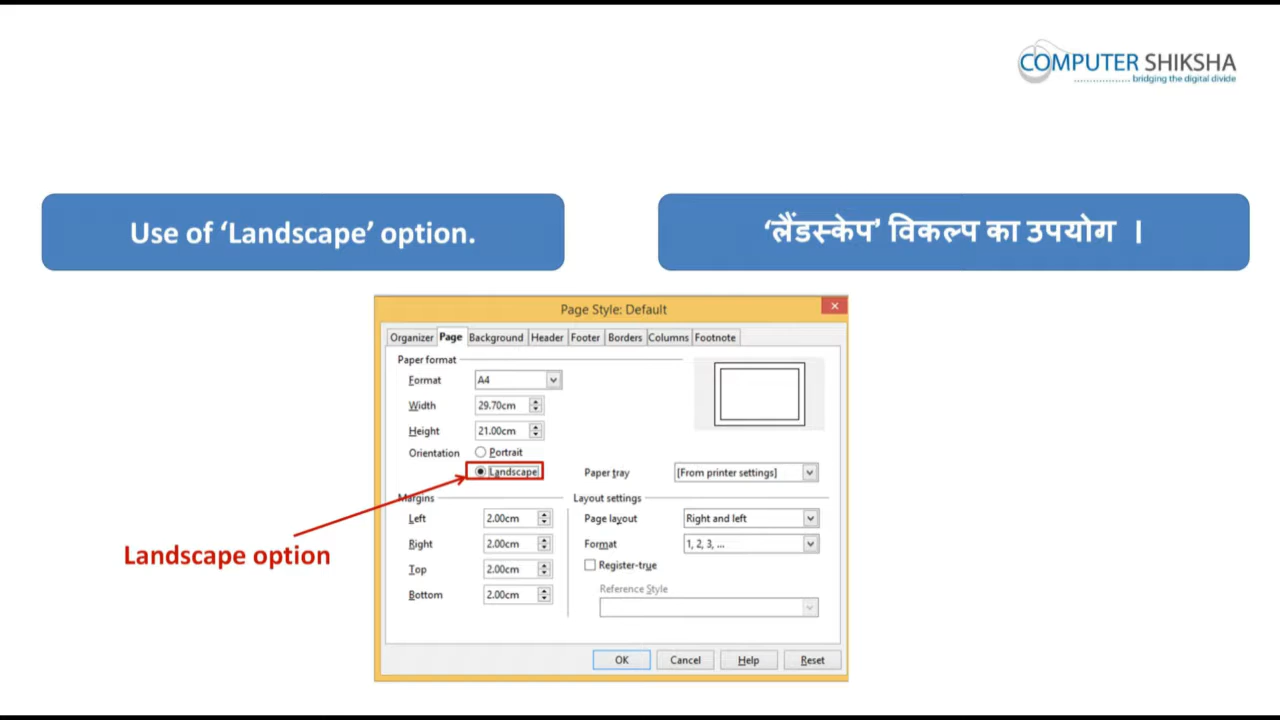 COMPUTER SHIKSHA
bridging the digital divide
Use of ‘Landscape’ option.
‘लैंडस्केप’ विकल्प का उपयोग ।
Page Style: Default
Organizer Page Background Header Footer Borders Columns Footnote
Paper format
Format A4
Width 29.70cm
Height 21.00cm
Orientation Portrait
Landscape Paper tray [From printer settings]
Margins Layout settings
Left 2.00cm Page layout Right and left
Right 2.00cm Format 1, 2, 3, ...
Top 2.00cm Register-true
Reference Style
Bottom 2.00cm
Landscape option
OK Cancel Help Reset